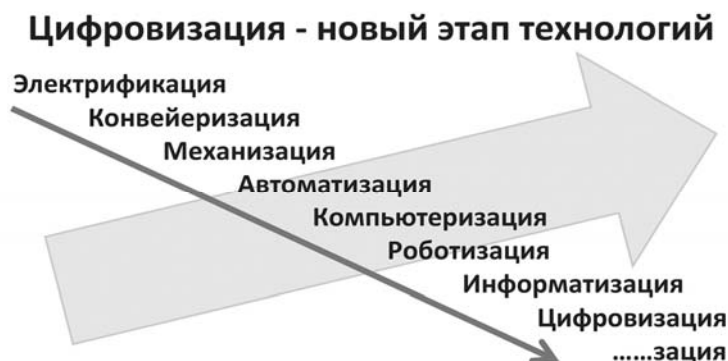 Цифровизация - новый этап технологий
Электрификация
Конвейеризация
Механизация
Автоматизация
Компьютеризация
Роботизация
Информатизация
Цифровизация
......зация